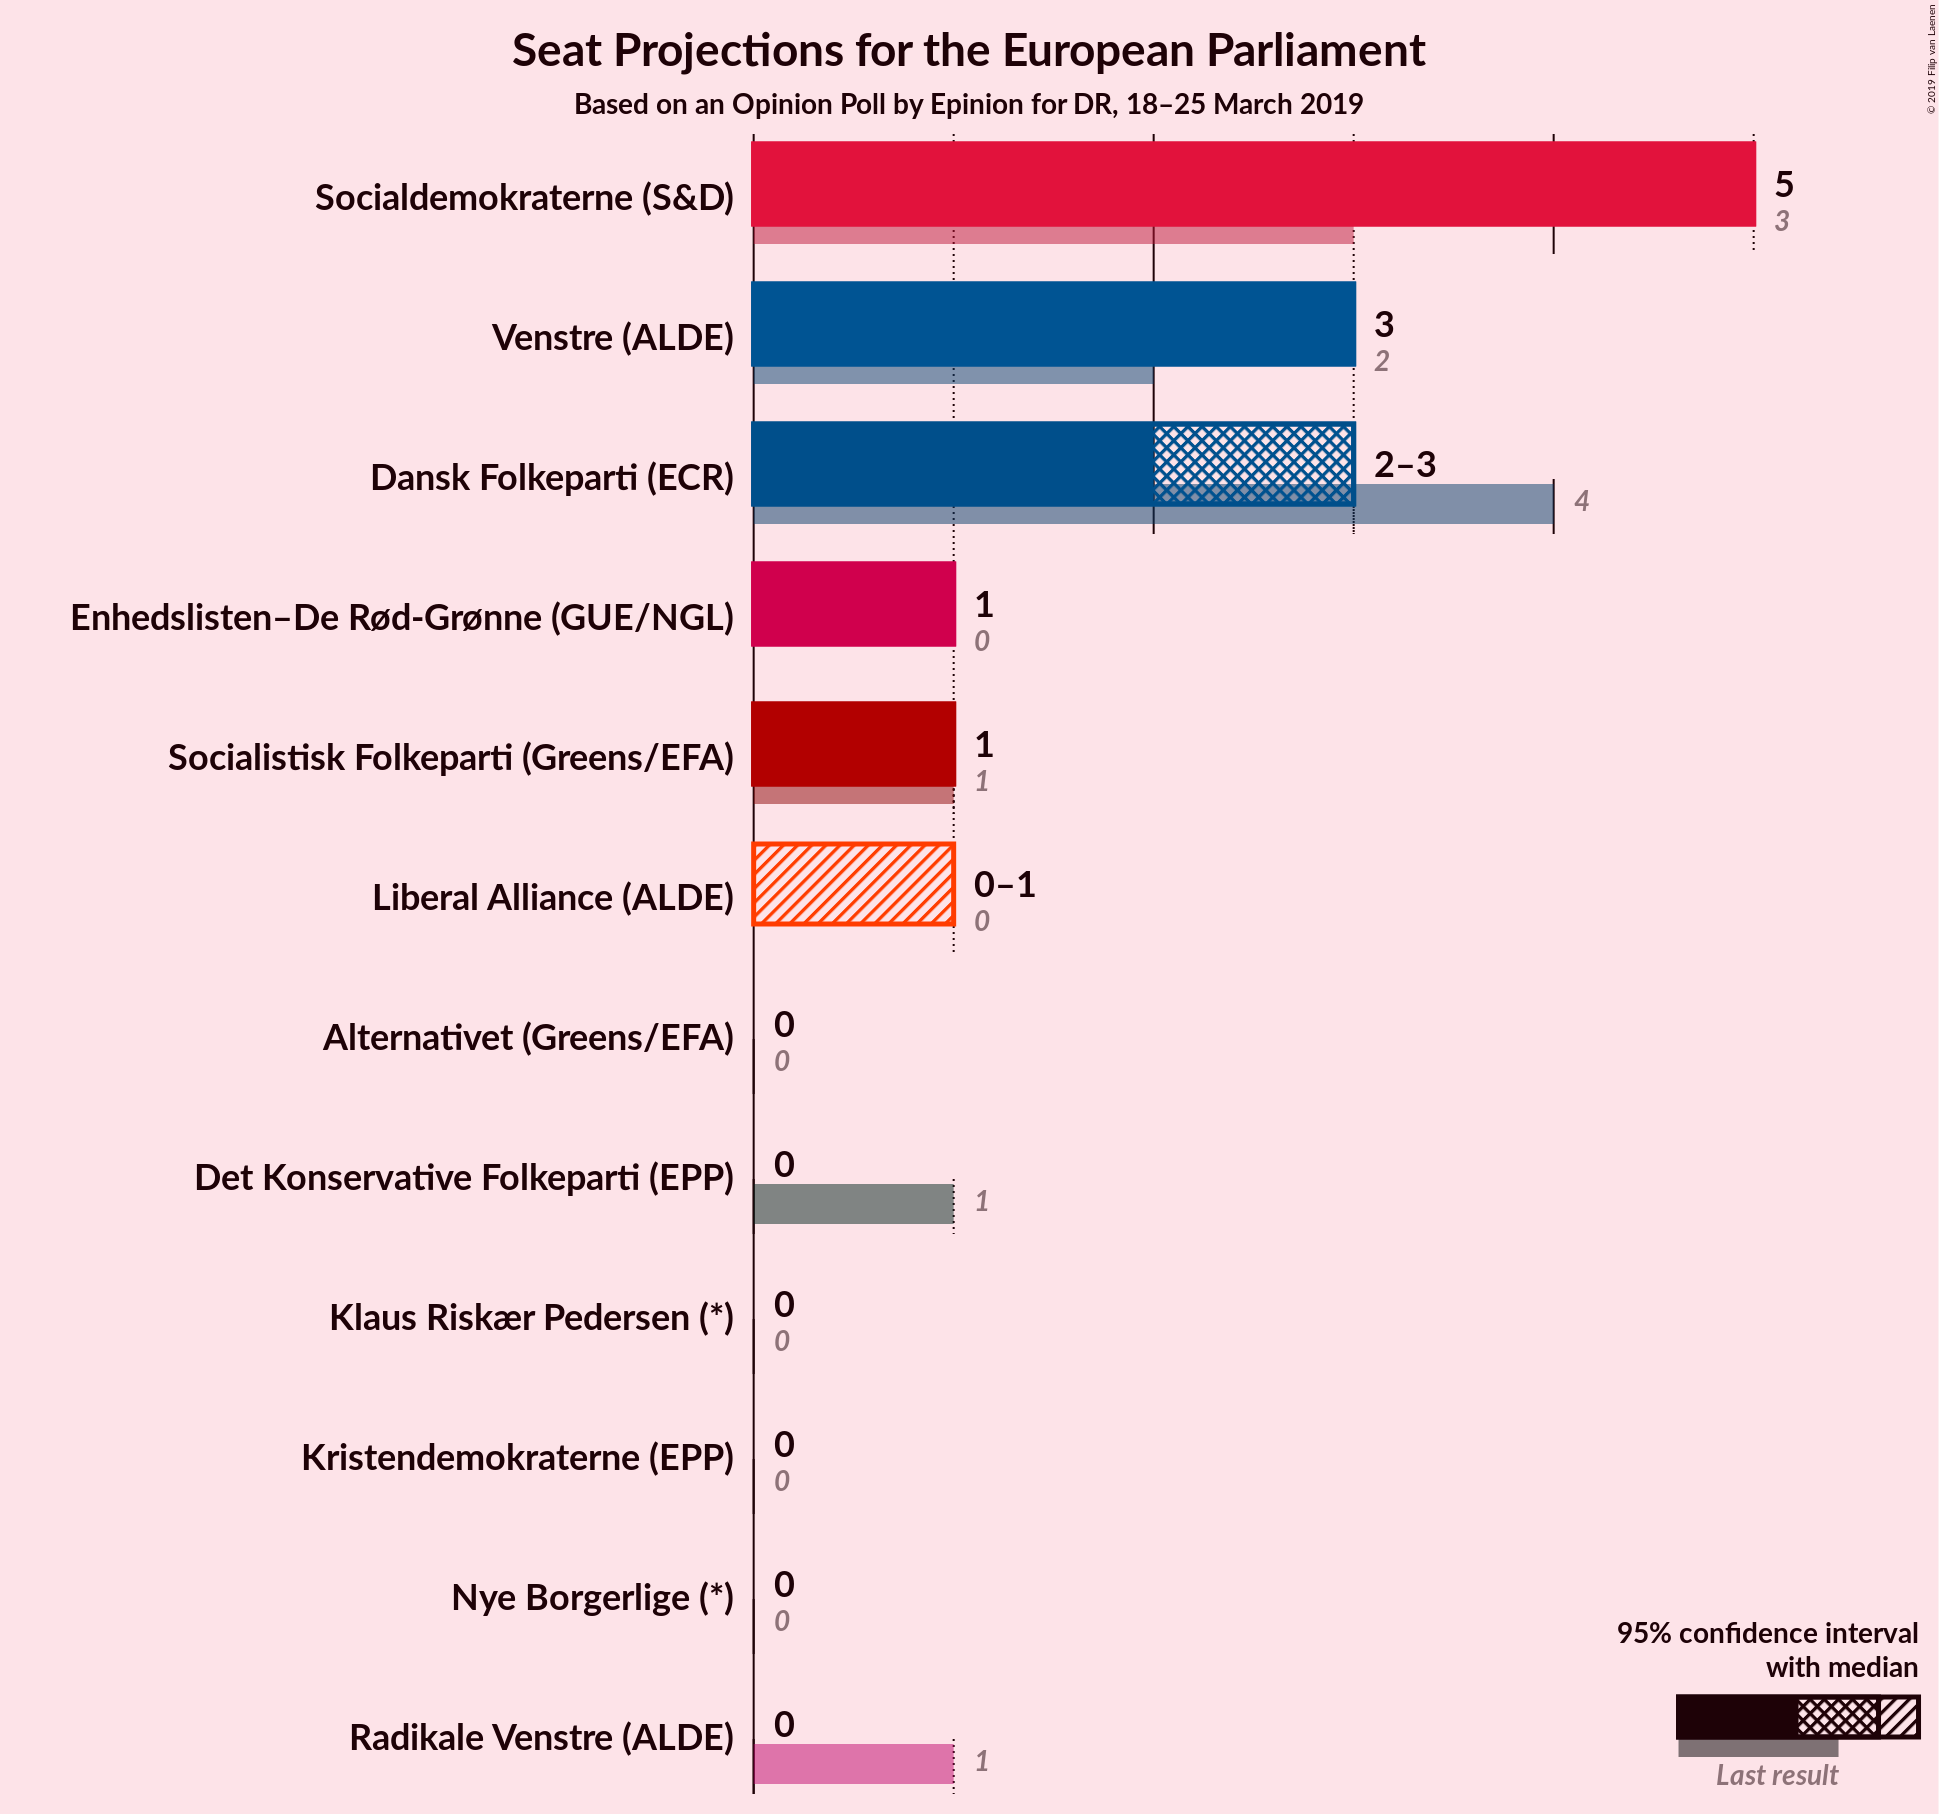 Seat Projections for the European Parliament
Based on an Opinion Poll by Epinion for DR, 18–25 March 2019
© 2019 Filip van Laenen
Socialdemokraterne (S&D)
5
3
Venstre (ALDE)
3
2
Dansk Folkeparti (ECR)
2–3
4
Enhedslisten–De Rød-Grønne (GUE/NGL)
1
0
Socialistisk Folkeparti (Greens/EFA)
1
1
Liberal Alliance (ALDE)
0–1
0
Alternativet (Greens/EFA)
0
0
Det Konservative Folkeparti (EPP)
0
1
Klaus Riskær Pedersen (*)
0
0
Kristendemokraterne (EPP)
0
0
Nye Borgerlige (*)
0
0
Radikale Venstre (ALDE)
0
1
95% confidence interval
with median
Last result